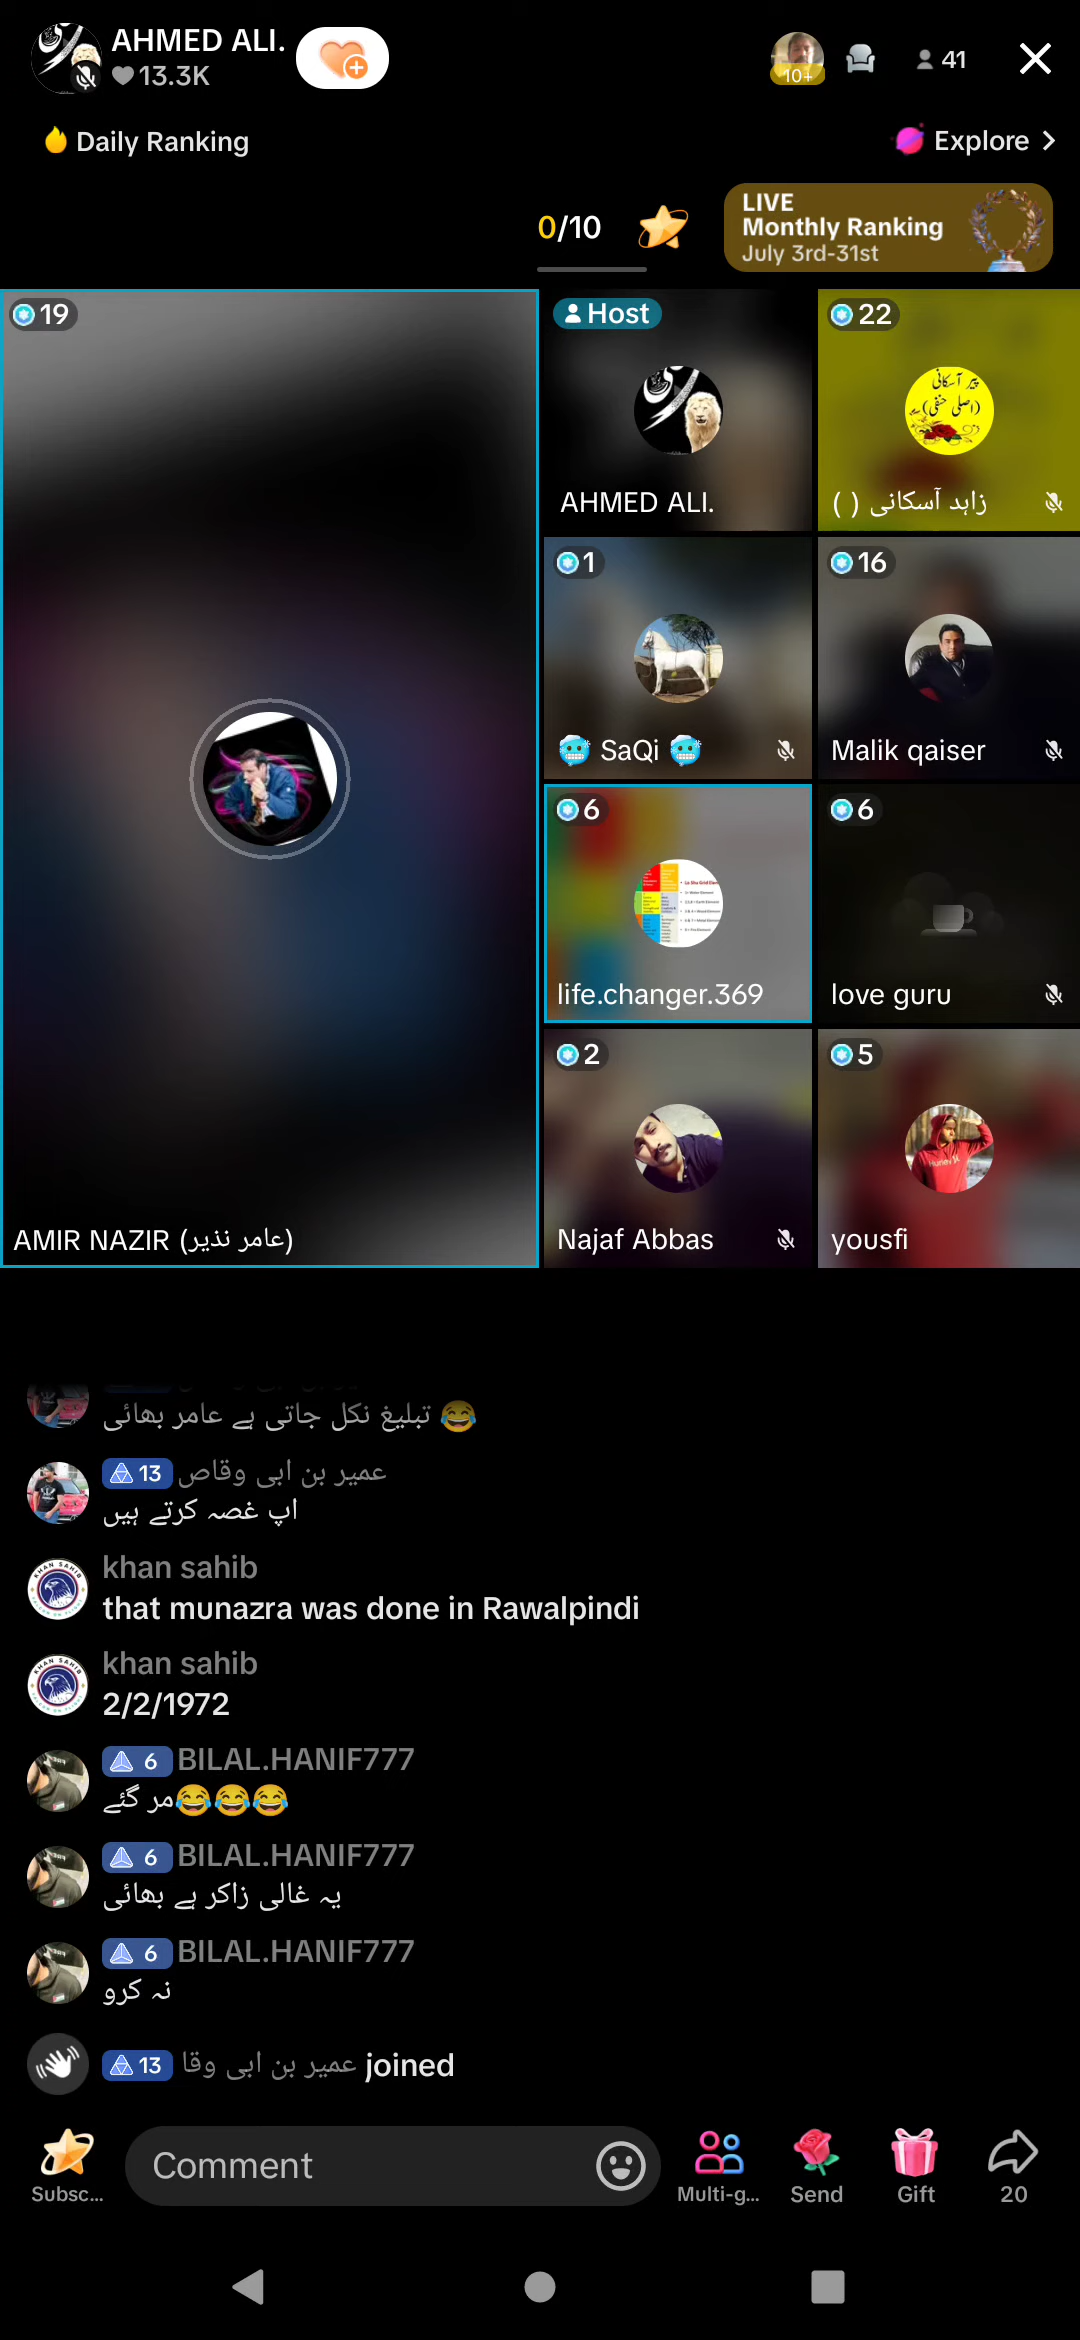 AHMED ALI.
13.3K
10+
41
Daily Ranking
Explore
0/10
LIVE
Monthly Ranking
July 3rd-31st
19
AMIR NAZIR (عامر نذیر)
Host
AHMED ALI.
22
پیر آسکانی
(اصلی حنفی)
زاہد آسکانی ( )
1
SaQi
16
Malik qaiser
6
life.changer.369
6
love guru
2
Najaf Abbas
5
yousfi
تبلیغ نکل جاتی ہے عامر بھائی 😂
13 عمیر بن ابی وقاص
اپ غصہ کرتے ہیں
khan sahib
that munazra was done in Rawalpindi
khan sahib
2/2/1972
6 BILAL.HANIF777
مر گئے😂😂😂
6 BILAL.HANIF777
یہ غالی زاکر ہے بھائی
6 BILAL.HANIF777
نہ کرو
13 عمیر بن ابی وقا joined
Subsc...
Comment
Multi-g...
Send
Gift
20